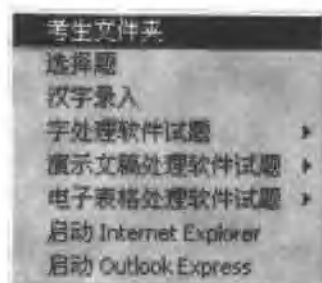 考生文件夹
选择题
汉字录入
字处理软件试题
演示文稿处理软件试题
电子表格处理软件试题
启动 Internet Explorer
启动 Outlook Express